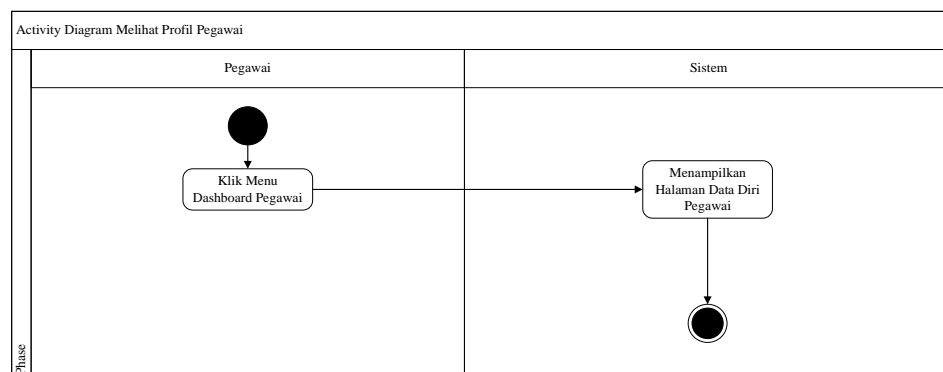 Activity Diagram Melihat Profil Pegawai
Pegawai
Sistem
Klik Menu
Dashboard Pegawai
Menampilkan
Halaman Data Diri
Pegawai
Phase